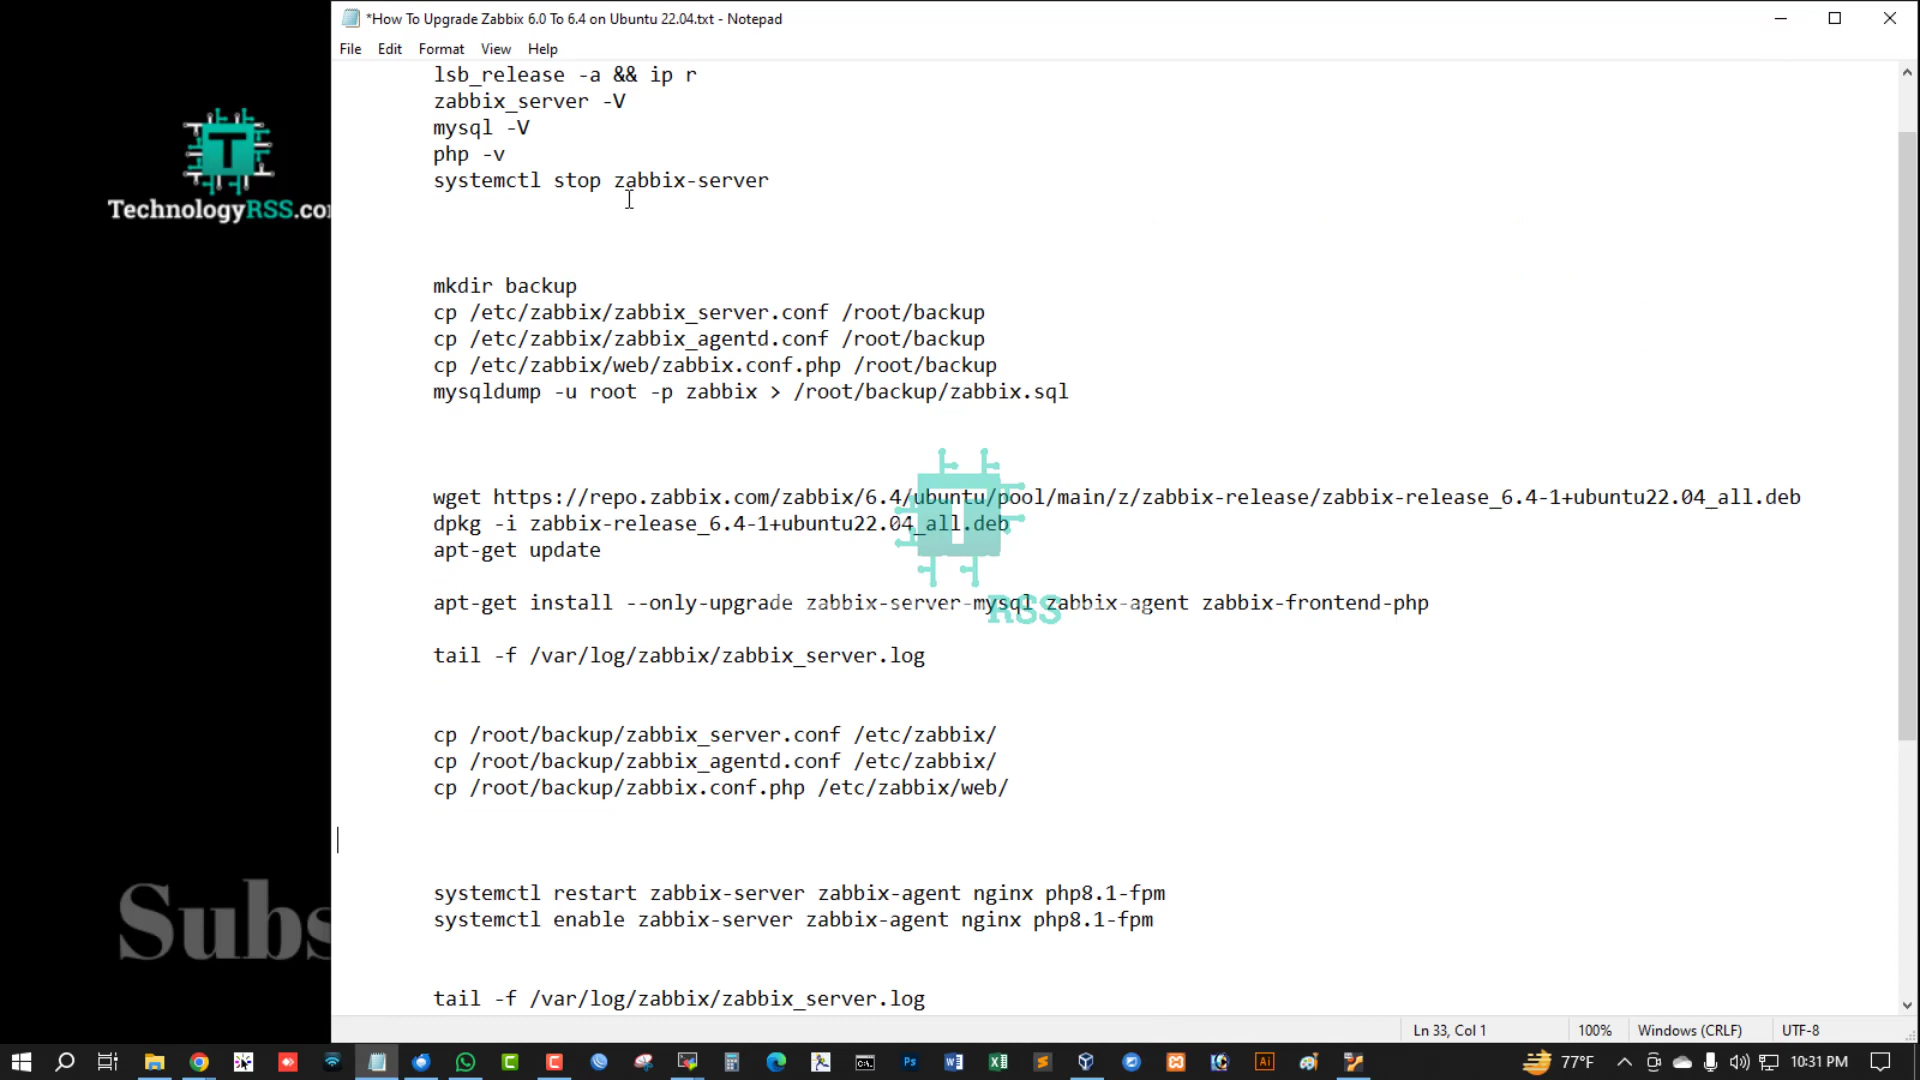 *How To Upgrade Zabbix 6.0 To 6.4 on Ubuntu 22.04.txt - Notepad
File Edit Format View Help
lsb_release -a && ip r
zabbix_server -V
mysql -V
php -v
systemctl stop zabbix-server
TechnologyRSS.co
mkdir backup
cp /etc/zabbix/zabbix_server.conf /root/backup
cp /etc/zabbix/zabbix_agentd.conf /root/backup
cp /etc/zabbix/web/zabbix.conf.php /root/backup
mysqldump -u root -p zabbix > /root/backup/zabbix.sql
wget https://repo.zabbix.com/zabbix/6.4/ubuntu/pool/main/z/zabbix-release/zabbix-release_6.4-1+ubuntu22.04_all.deb
dpkg -i zabbix-release_6.4-1+ubuntu22.04_all.deb
apt-get update
apt-get install --only-upgrade zabbix-server-mysql zabbix-agent zabbix-frontend-php
RSS
tail -f /var/log/zabbix/zabbix_server.log
cp /root/backup/zabbix_server.conf /etc/zabbix/
cp /root/backup/zabbix_agentd.conf /etc/zabbix/
cp /root/backup/zabbix.conf.php /etc/zabbix/web/
Subs
systemctl restart zabbix-server zabbix-agent nginx php8.1-fpm
systemctl enable zabbix-server zabbix-agent nginx php8.1-fpm
tail -f /var/log/zabbix/zabbix_server.log
Ln 33, Col 1 100% Windows (CRLF) UTF-8
77°F 10:31 PM